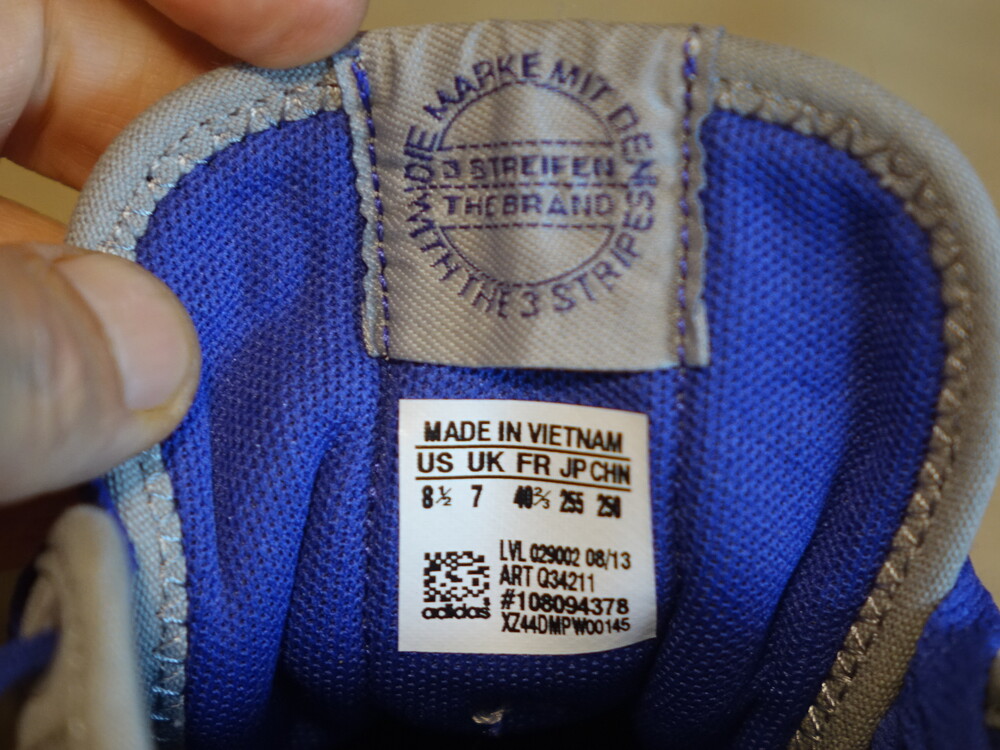 DIE MARKE MIT DEN
3 STREIFEN
THE BRAND
WITH THE 3 STRIPES
MADE IN VIETNAM
US UK FR JP CHN
8½ 7 40⅔ 255 250
LVL 029002 08/13
ART Q34211
#108094378
XZ44DMPW00145
adidas